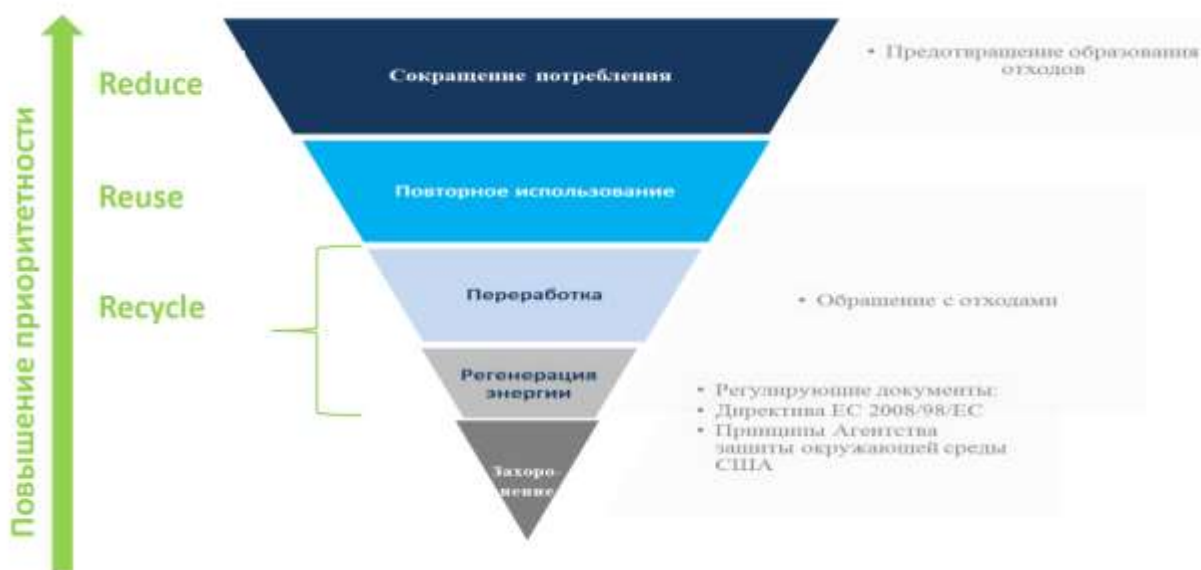 Повышение приоритетности
Reduce
Сокращение потребления
• Предотвращение образования
отходов
Reuse
Повторное использование
Recycle
Переработка
• Обращение с отходами
Регенерация
энергии
• Регулирующие документы:
• Директива ЕС 2008/98/ЕС
• Принципы Агентства
защиты окружающей среды
США
Захоро-
нение